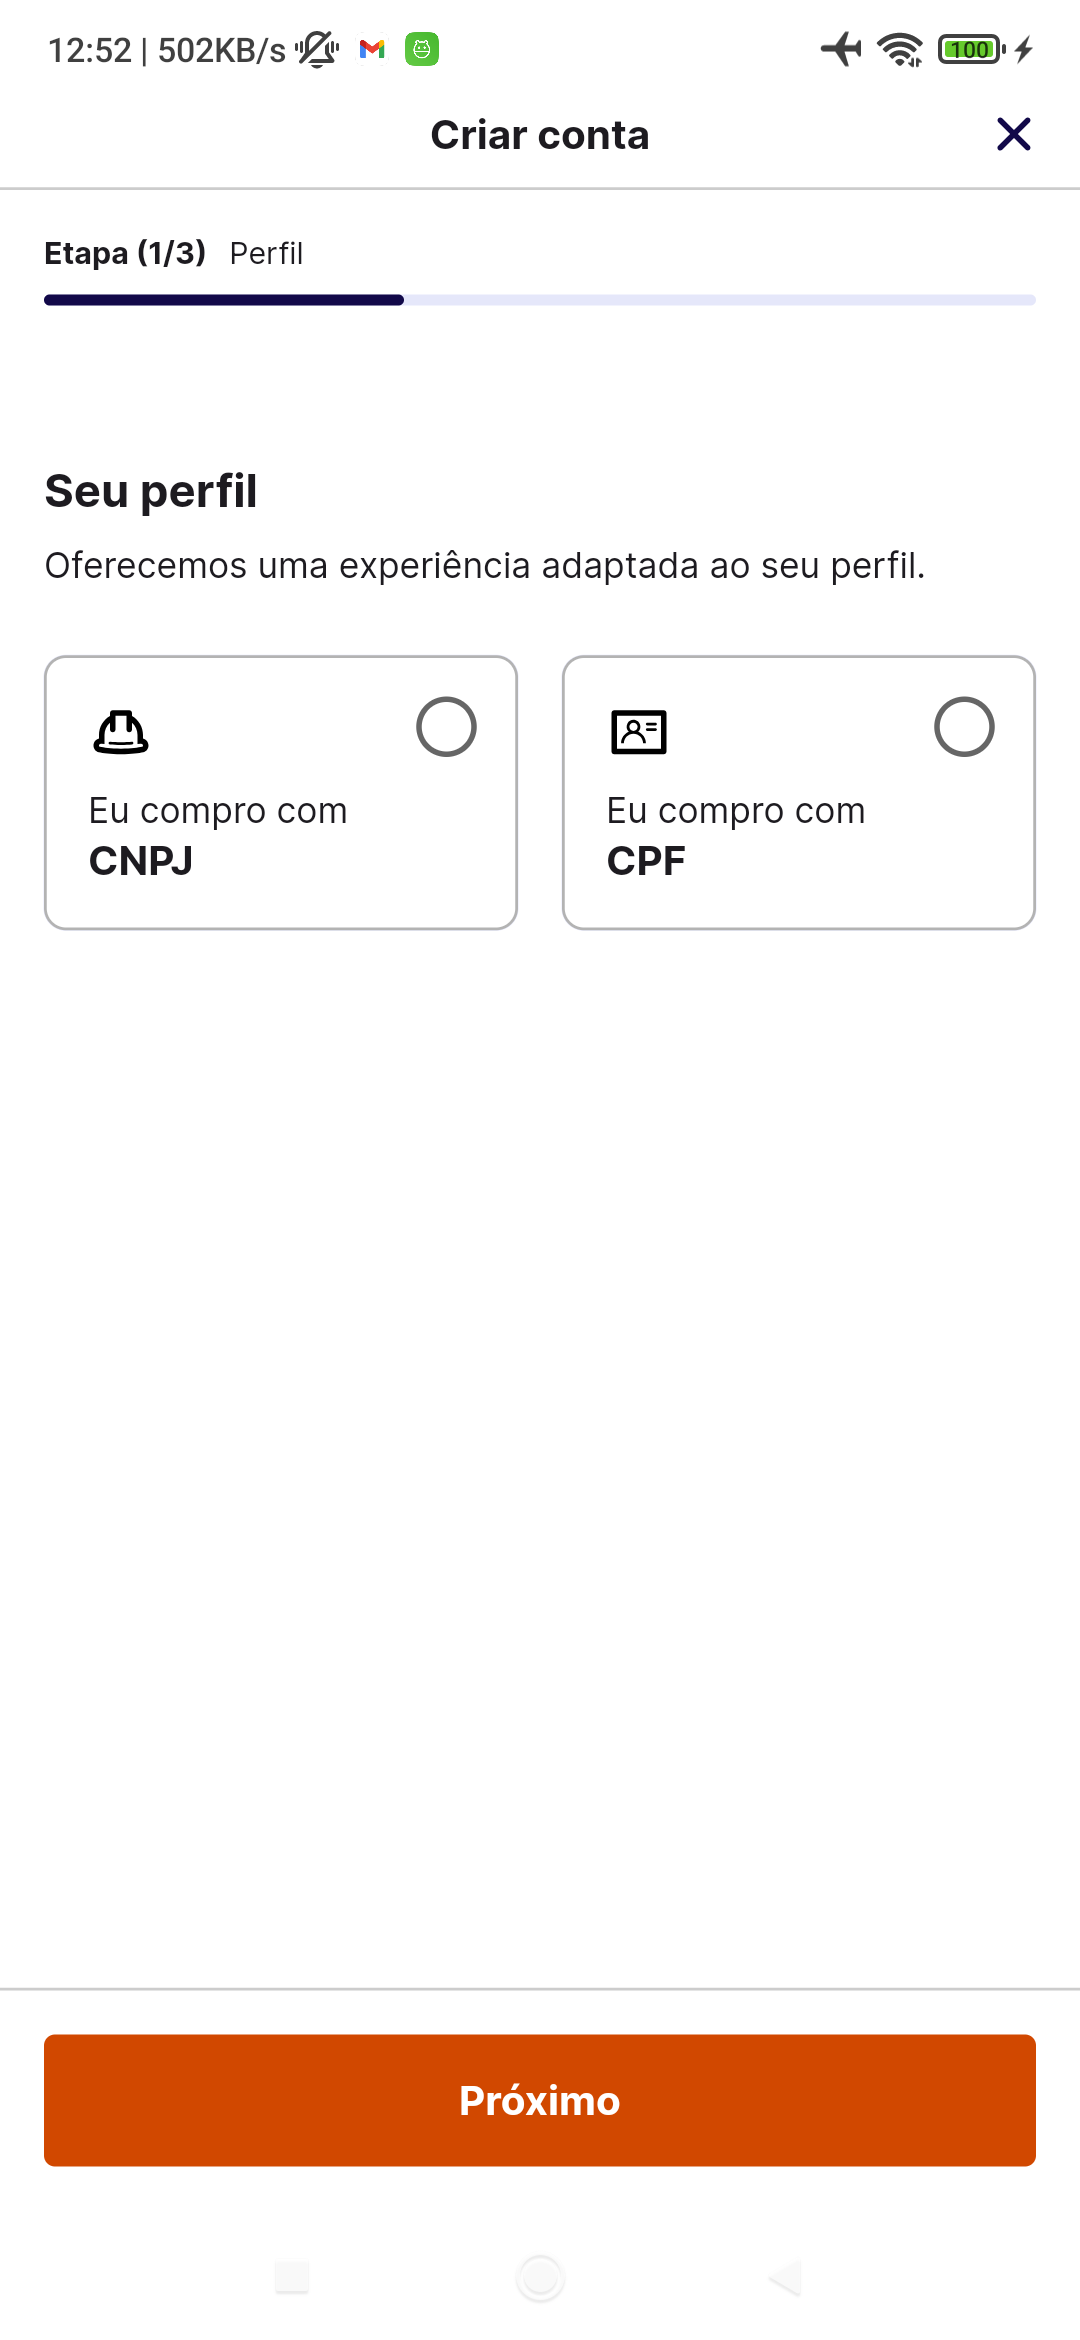 12:52 | 502KB/s
100
Criar conta
Etapa (1/3) Perfil
Seu perfil
Oferecemos uma experiência adaptada ao seu perfil.
Eu compro com
CNPJ
Eu compro com
CPF
Próximo